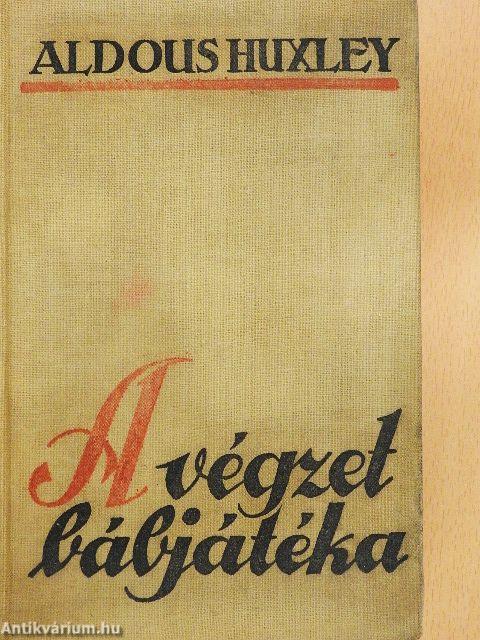 ALDOUS HUXLEY
A végzet
bábjátéka
Antikvárium.hu